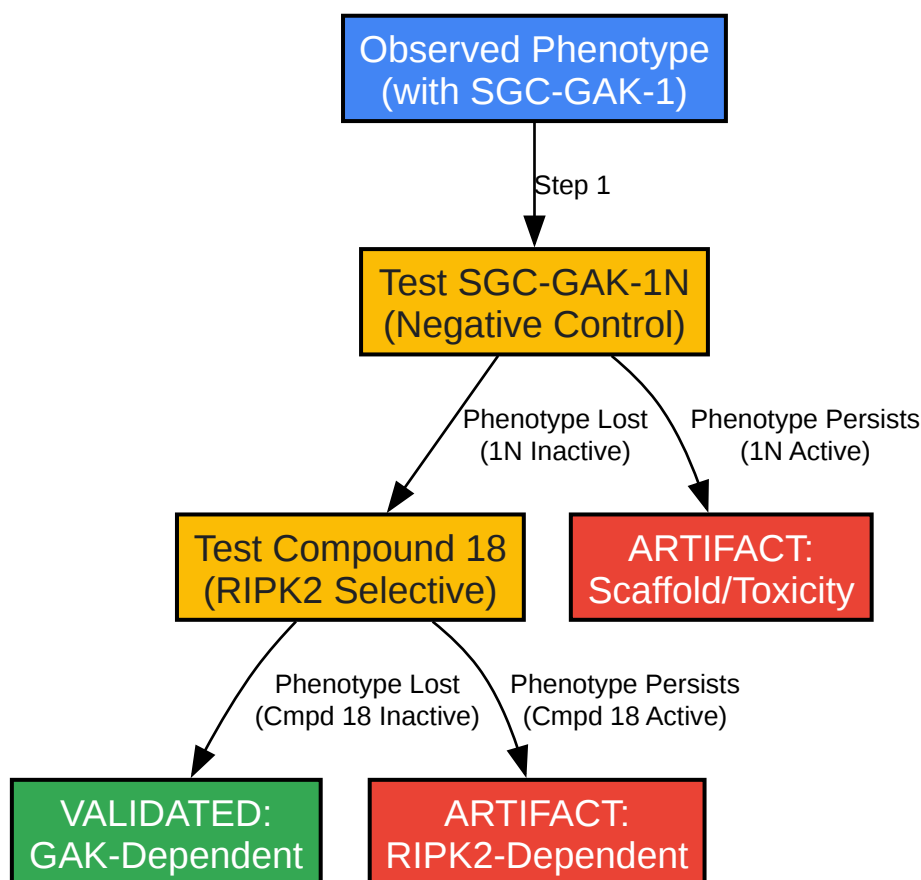 Observed Phenotype
(with SGC-GAK-1)
Step 1
Test SGC-GAK-1N
(Negative Control)
Phenotype Lost
(1N Inactive)
Phenotype Persists
(1N Active)
Test Compound 18
(RIPK2 Selective)
ARTIFACT:
Scaffold/Toxicity
Phenotype Lost
(Cmpd 18 Inactive)
Phenotype Persists
(Cmpd 18 Active)
VALIDATED:
GAK-Dependent
ARTIFACT:
RIPK2-Dependent